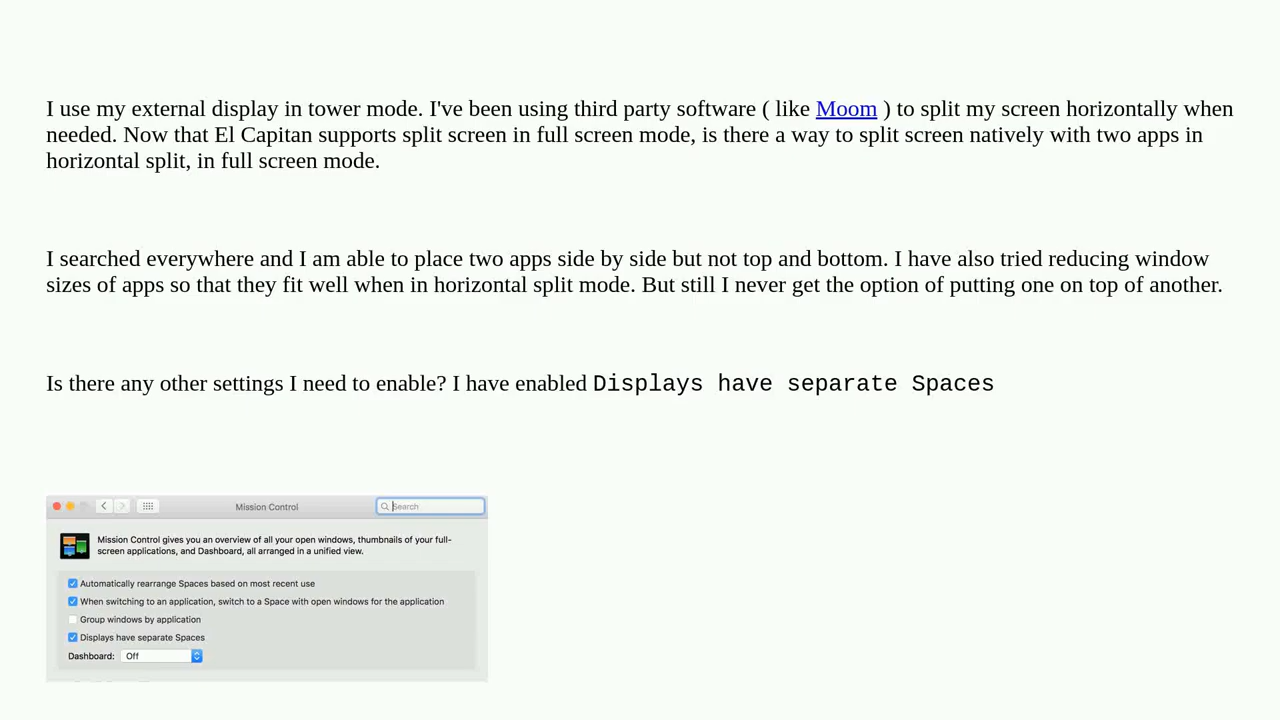 I use my external display in tower mode. I've been using third party software ( like Moom ) to split my screen horizontally when
needed. Now that El Capitan supports split screen in full screen mode, is there a way to split screen natively with two apps in
horizontal split, in full screen mode.
I searched everywhere and I am able to place two apps side by side but not top and bottom. I have also tried reducing window
sizes of apps so that they fit well when in horizontal split mode. But still I never get the option of putting one on top of another.
Is there any other settings I need to enable? I have enabled Displays have separate Spaces
Mission Control
Search
Mission Control gives you an overview of all your open windows, thumbnails of your full-
screen applications, and Dashboard, all arranged in a unified view.
Automatically rearrange Spaces based on most recent use
When switching to an application, switch to a Space with open windows for the application
Group windows by application
Displays have separate Spaces
Dashboard: Off